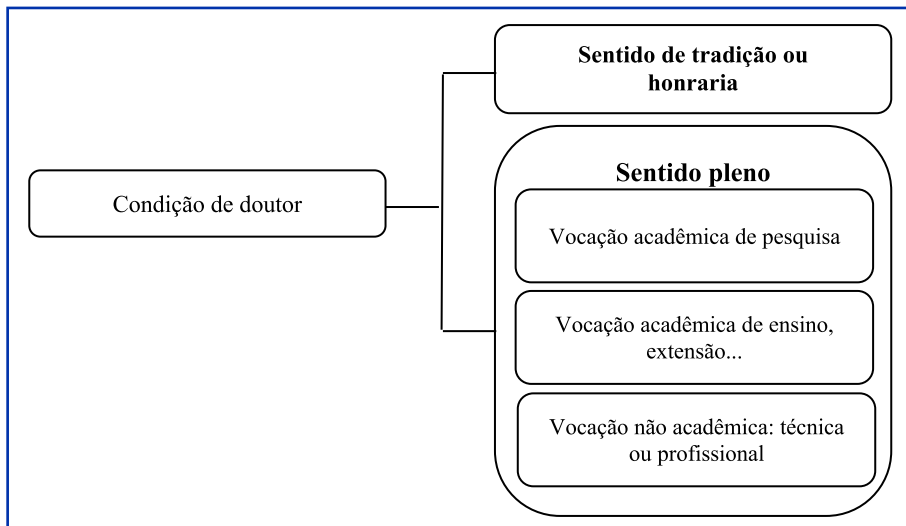 Sentido de tradição ou
honraria
Condição de doutor
Sentido pleno
Vocação acadêmica de pesquisa
Vocação acadêmica de ensino,
extensão...
Vocação não acadêmica: técnica
ou profissional